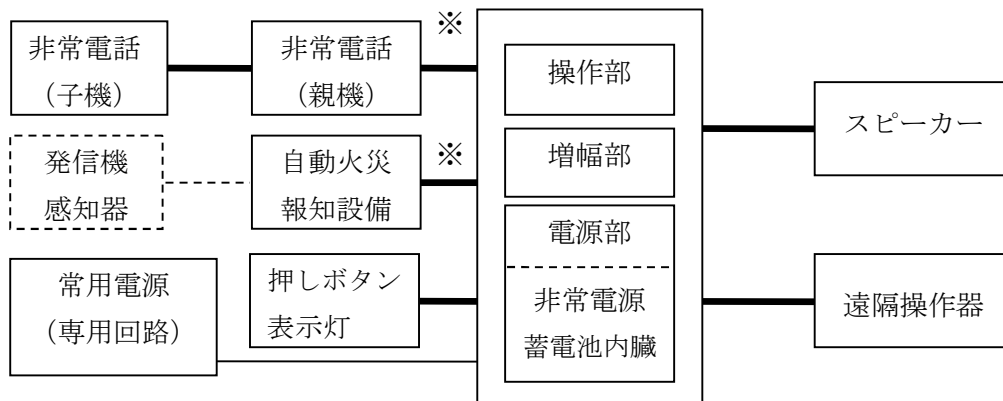 非常電話
（子機）
非常電話
（親機）
※
操作部
スピーカー
発信機
感知器
自動火災
報知設備
※
増幅部
電源部
常用電源
（専用回路）
押しボタン
表示灯
非常電源
蓄電池内臓
遠隔操作器